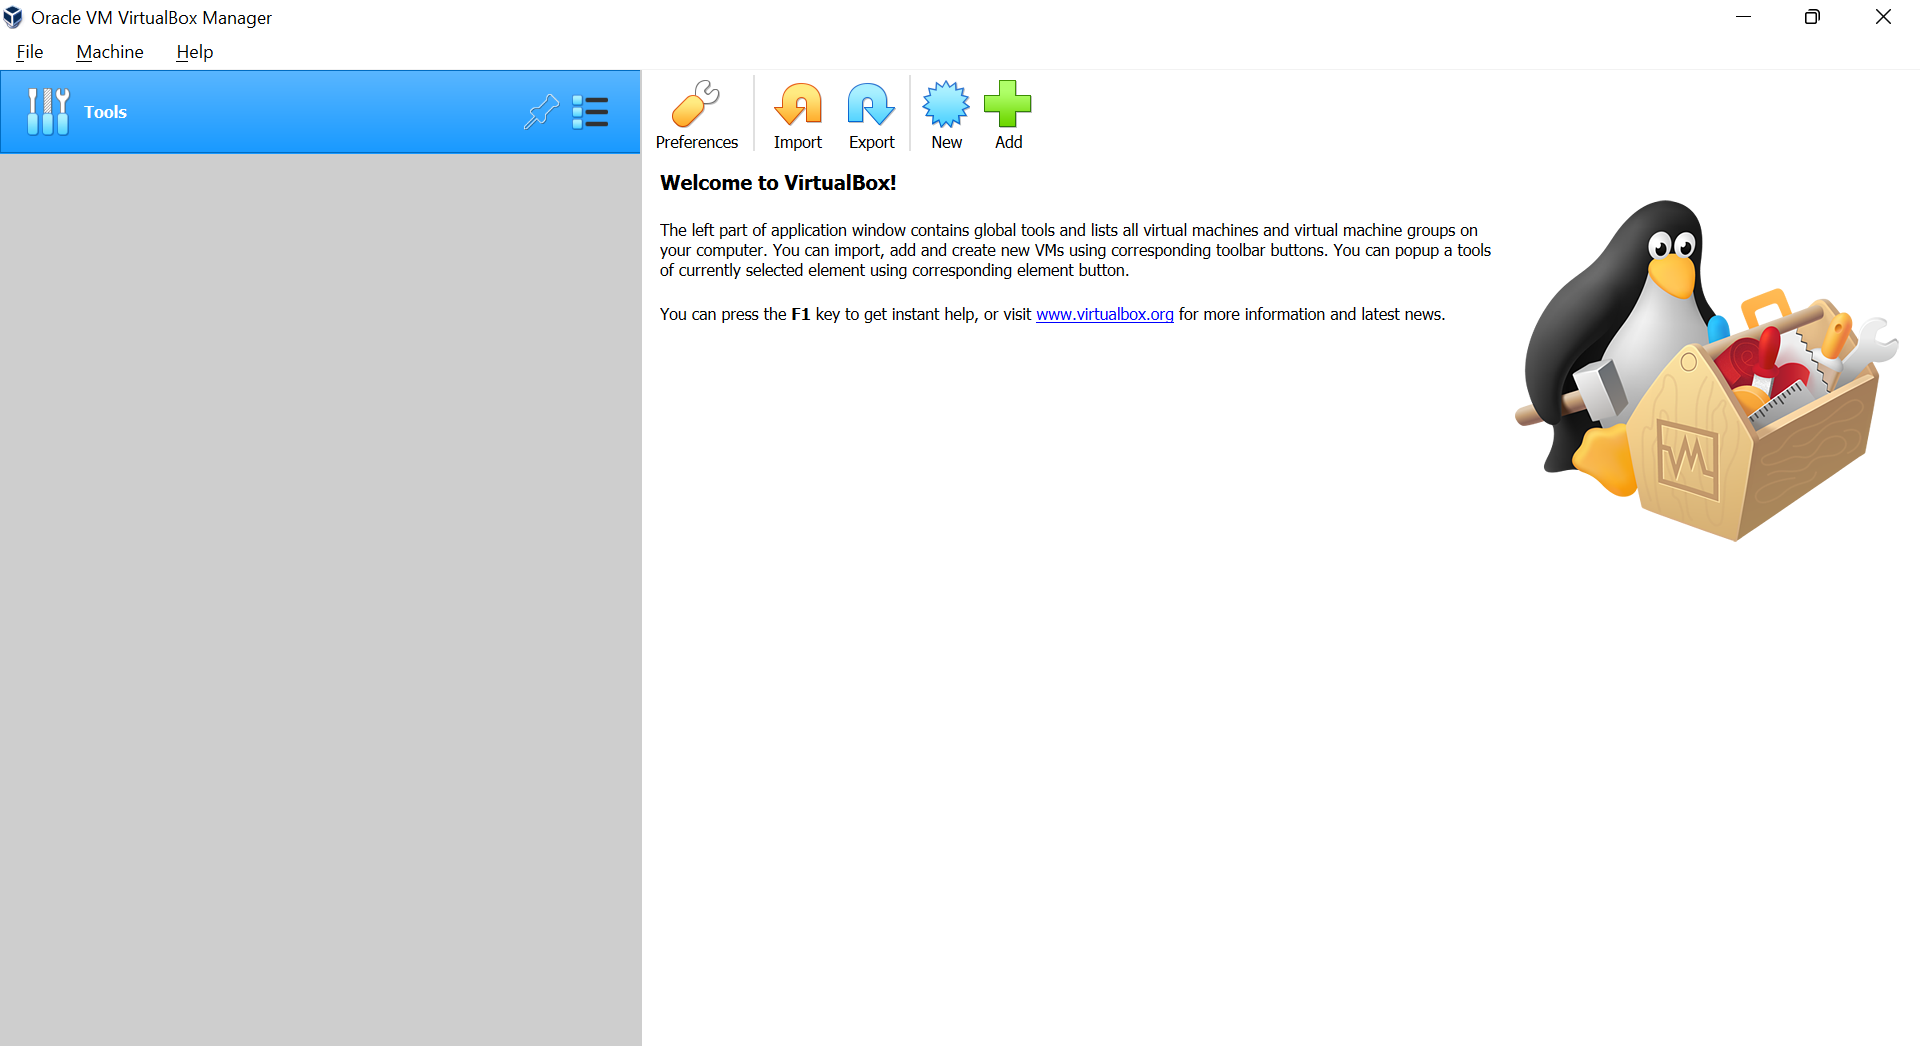 Oracle VM VirtualBox Manager
File Machine Help
Tools
Preferences Import Export New Add
Welcome to VirtualBox!
The left part of application window contains global tools and lists all virtual machines and virtual machine groups on
your computer. You can import, add and create new VMs using corresponding toolbar buttons. You can popup a tools
of currently selected element using corresponding element button.
You can press the F1 key to get instant help, or visit www.virtualbox.org for more information and latest news.